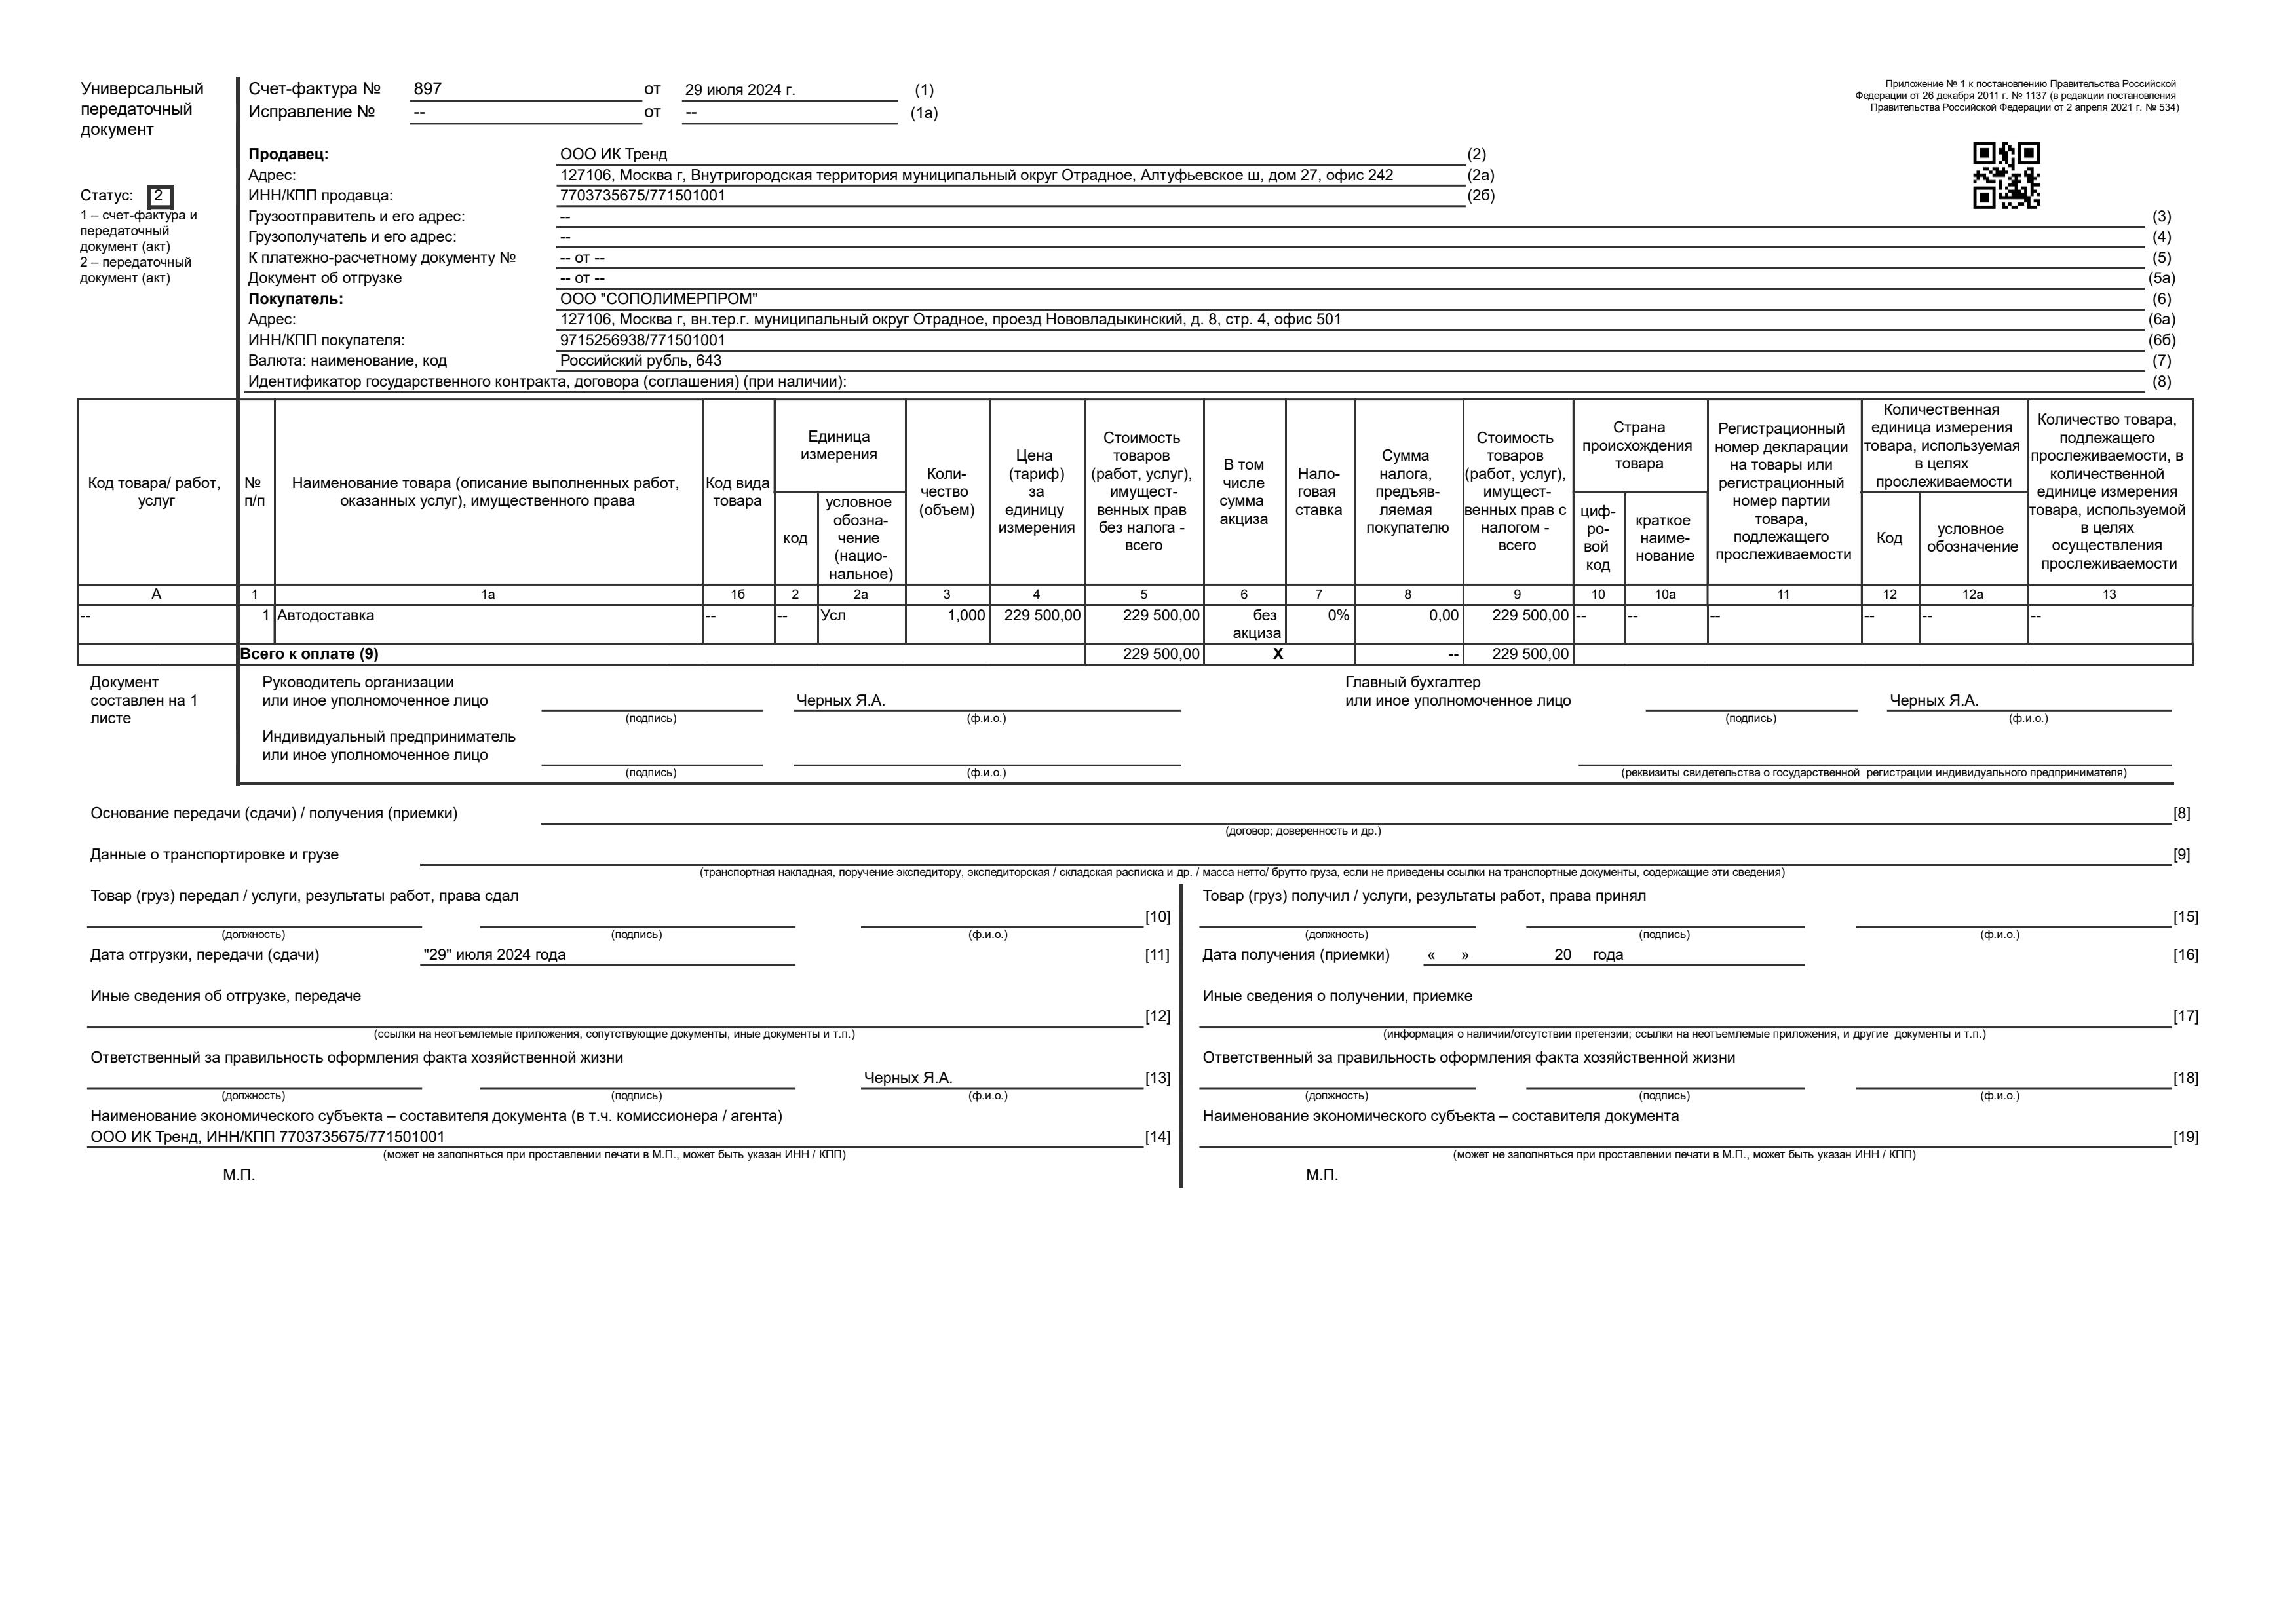 Универсальный
передаточный
документ
Счет-фактура № 897 от 29 июля 2024 г. (1)
Исправление № -- от -- (1а)
Приложение № 1 к постановлению Правительства Российской
Федерации от 26 декабря 2011 г. № 1137 (в редакции постановления
Правительства Российской Федерации от 2 апреля 2021 г. № 534)
Статус: 2
1 – счет-фактура и
передаточный
документ (акт)
2 – передаточный
документ (акт)
Продавец: ООО ИК Тренд (2)
Адрес: 127106, Москва г, Внутригородская территория муниципальный округ Отрадное, Алтуфьевское ш, дом 27, офис 242 (2а)
ИНН/КПП продавца: 7703735675/771501001 (2б)
Грузоотправитель и его адрес: -- (3)
Грузополучатель и его адрес: -- (4)
К платежно-расчетному документу № -- от -- (5)
Документ об отгрузке -- от -- (5а)
Покупатель: ООО "СОПОЛИМЕРПРОМ" (6)
Адрес: 127106, Москва г, вн.тер.г. муниципальный округ Отрадное, проезд Нововладыкинский, д. 8, стр. 4, офис 501 (6а)
ИНН/КПП покупателя: 9715256938/771501001 (6б)
Валюта: наименование, код Российский рубль, 643 (7)
Идентификатор государственного контракта, договора (соглашения) (при наличии): (8)
Код товара/ работ,
услуг
№
п/п
Наименование товара (описание выполненных работ,
оказанных услуг), имущественного права
Код вида
товара
Единица
измерения
код
условное
обозна-
чение
(нацио-
нальное)
Коли-
чество
(объем)
Цена
(тариф)
за
единицу
измерения
Стоимость
товаров
(работ, услуг),
имущест-
венных прав
без налога -
всего
В том
числе
сумма
акциза
Нало-
говая
ставка
Сумма
налога,
предъяв-
ляемая
покупателю
Стоимость
товаров
(работ, услуг),
имущест-
венных прав с
налогом -
всего
Страна
происхождения
товара
циф-
ро-
вой
код
краткое
наиме-
нование
Регистрационный
номер декларации
на товары или
регистрационный
номер партии
товара,
подлежащего
прослеживаемости
Количественная
единица измерения
товара, используемая
в целях
прослеживаемости
Код
условное
обозначение
Количество товара,
подлежащего
прослеживаемости, в
количественной
единице измерения
товара, используемой
в целях
осуществления
прослеживаемости
А 1 1а 1б 2 2а 3 4 5 6 7 8 9 10 10а 11 12 12а 13
-- 1 Автодоставка -- -- Усл 1,000 229 500,00 229 500,00 без 0% 0,00 229 500,00 -- -- -- -- -- --
акциза
Всего к оплате (9) 229 500,00 X -- 229 500,00
Документ
составлен на 1
листе
Руководитель организации
или иное уполномоченное лицо Черных Я.А.
(подпись) (ф.и.о.)
Главный бухгалтер
или иное уполномоченное лицо Черных Я.А.
(подпись) (ф.и.о.)
Индивидуальный предприниматель
или иное уполномоченное лицо
(подпись) (ф.и.о.) (реквизиты свидетельства о государственной регистрации индивидуального предпринимателя)
Основание передачи (сдачи) / получения (приемки) [8]
(договор; доверенность и др.)
Данные о транспортировке и грузе [9]
(транспортная накладная, поручение экспедитору, экспедиторская / складская расписка и др. / масса нетто/ брутто груза, если не приведены ссылки на транспортные документы, содержащие эти сведения)
Товар (груз) передал / услуги, результаты работ, права сдал
[10]
(должность) (подпись) (ф.и.о.)
Дата отгрузки, передачи (сдачи) "29" июля 2024 года [11]
Иные сведения об отгрузке, передаче
[12]
(ссылки на неотъемлемые приложения, сопутствующие документы, иные документы и т.п.)
Ответственный за правильность оформления факта хозяйственной жизни
Черных Я.А. [13]
(должность) (подпись) (ф.и.о.)
Наименование экономического субъекта – составителя документа (в т.ч. комиссионера / агента)
ООО ИК Тренд, ИНН/КПП 7703735675/771501001 [14]
(может не заполняться при проставлении печати в М.П., может быть указан ИНН / КПП)
М.П.
Товар (груз) получил / услуги, результаты работ, права принял
[15]
(должность) (подпись) (ф.и.о.)
Дата получения (приемки) « » 20 года [16]
Иные сведения о получении, приемке
[17]
(информация о наличии/отсутствии претензии; ссылки на неотъемлемые приложения, и другие документы и т.п.)
Ответственный за правильность оформления факта хозяйственной жизни
[18]
(должность) (подпись) (ф.и.о.)
Наименование экономического субъекта – составителя документа
[19]
(может не заполняться при проставлении печати в М.П., может быть указан ИНН / КПП)
М.П.